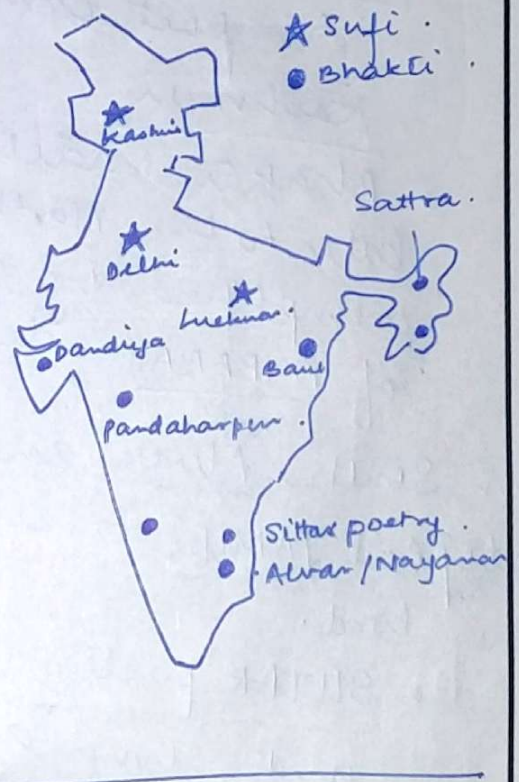 Sufi.
Bhakti.
Kashmir
Sattra.
Delhi
Lucknow.
Dandiya
Baul
Pandaharpur.
Sittar poetry.
Alvar/Nayanar